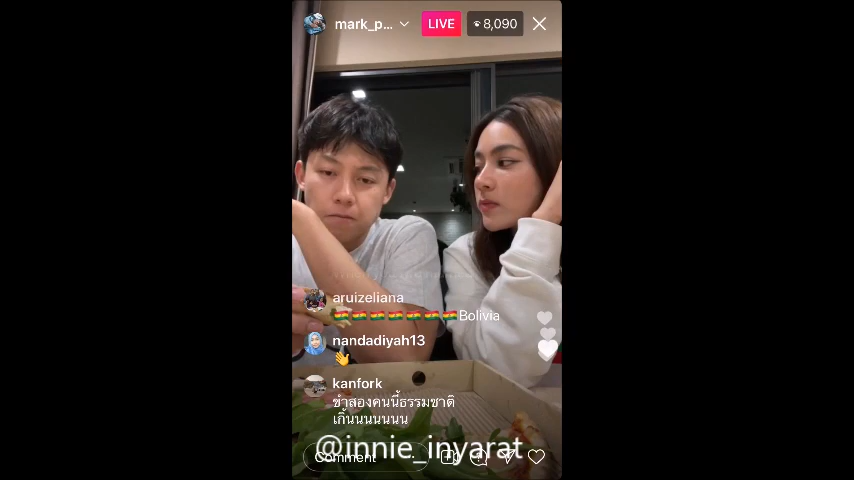 mark_p...
LIVE
8,090
aruizeliana
🇧🇴🇧🇴🇧🇴🇧🇴🇧🇴🇧🇴🇧🇴Bolivia
nandadiyah13
👋
kanfork
ขำสองคนนี้ธรรมชาติ
เกิ้นนนนนนนน
@innie_inyarat
Comment